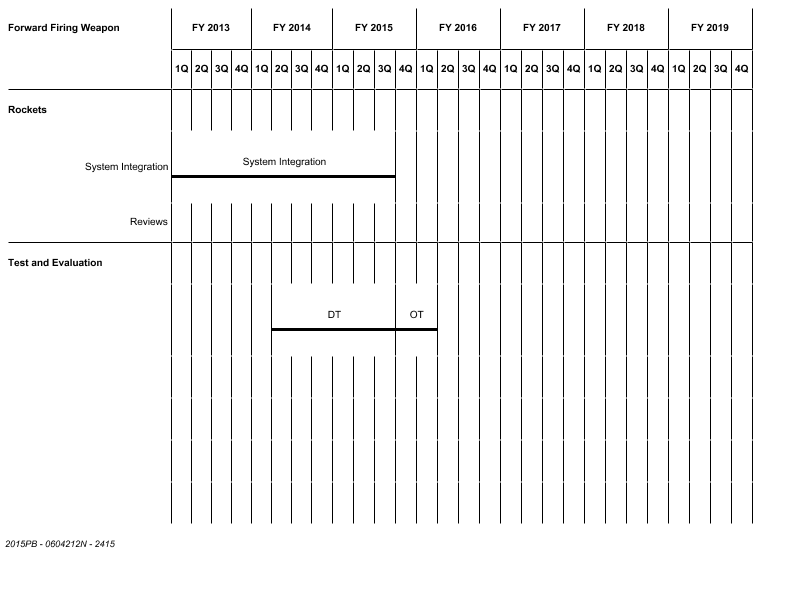 Forward Firing Weapon FY 2013 FY 2014 FY 2015 FY 2016 FY 2017 FY 2018 FY 2019
1Q 2Q 3Q 4Q 1Q 2Q 3Q 4Q 1Q 2Q 3Q 4Q 1Q 2Q 3Q 4Q 1Q 2Q 3Q 4Q 1Q 2Q 3Q 4Q 1Q 2Q 3Q 4Q
Rockets
System Integration
System Integration
Reviews
Test and Evaluation
DT OT
2015PB - 0604212N - 2415